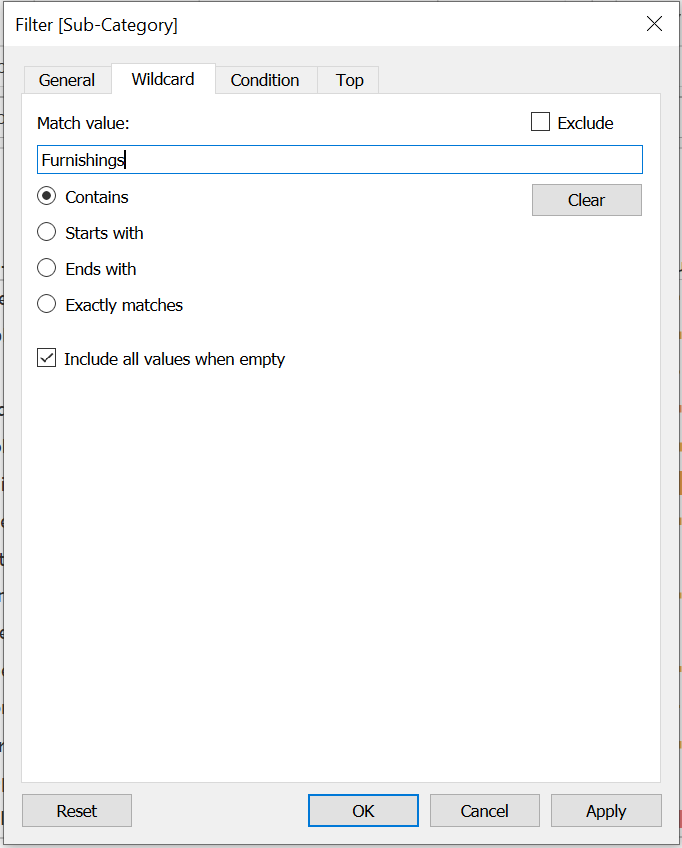 Filter [Sub-Category]
General Wildcard Condition Top
Match value: Exclude
Furnishings
Contains Clear
Starts with
Ends with
Exactly matches
Include all values when empty
Reset OK Cancel Apply